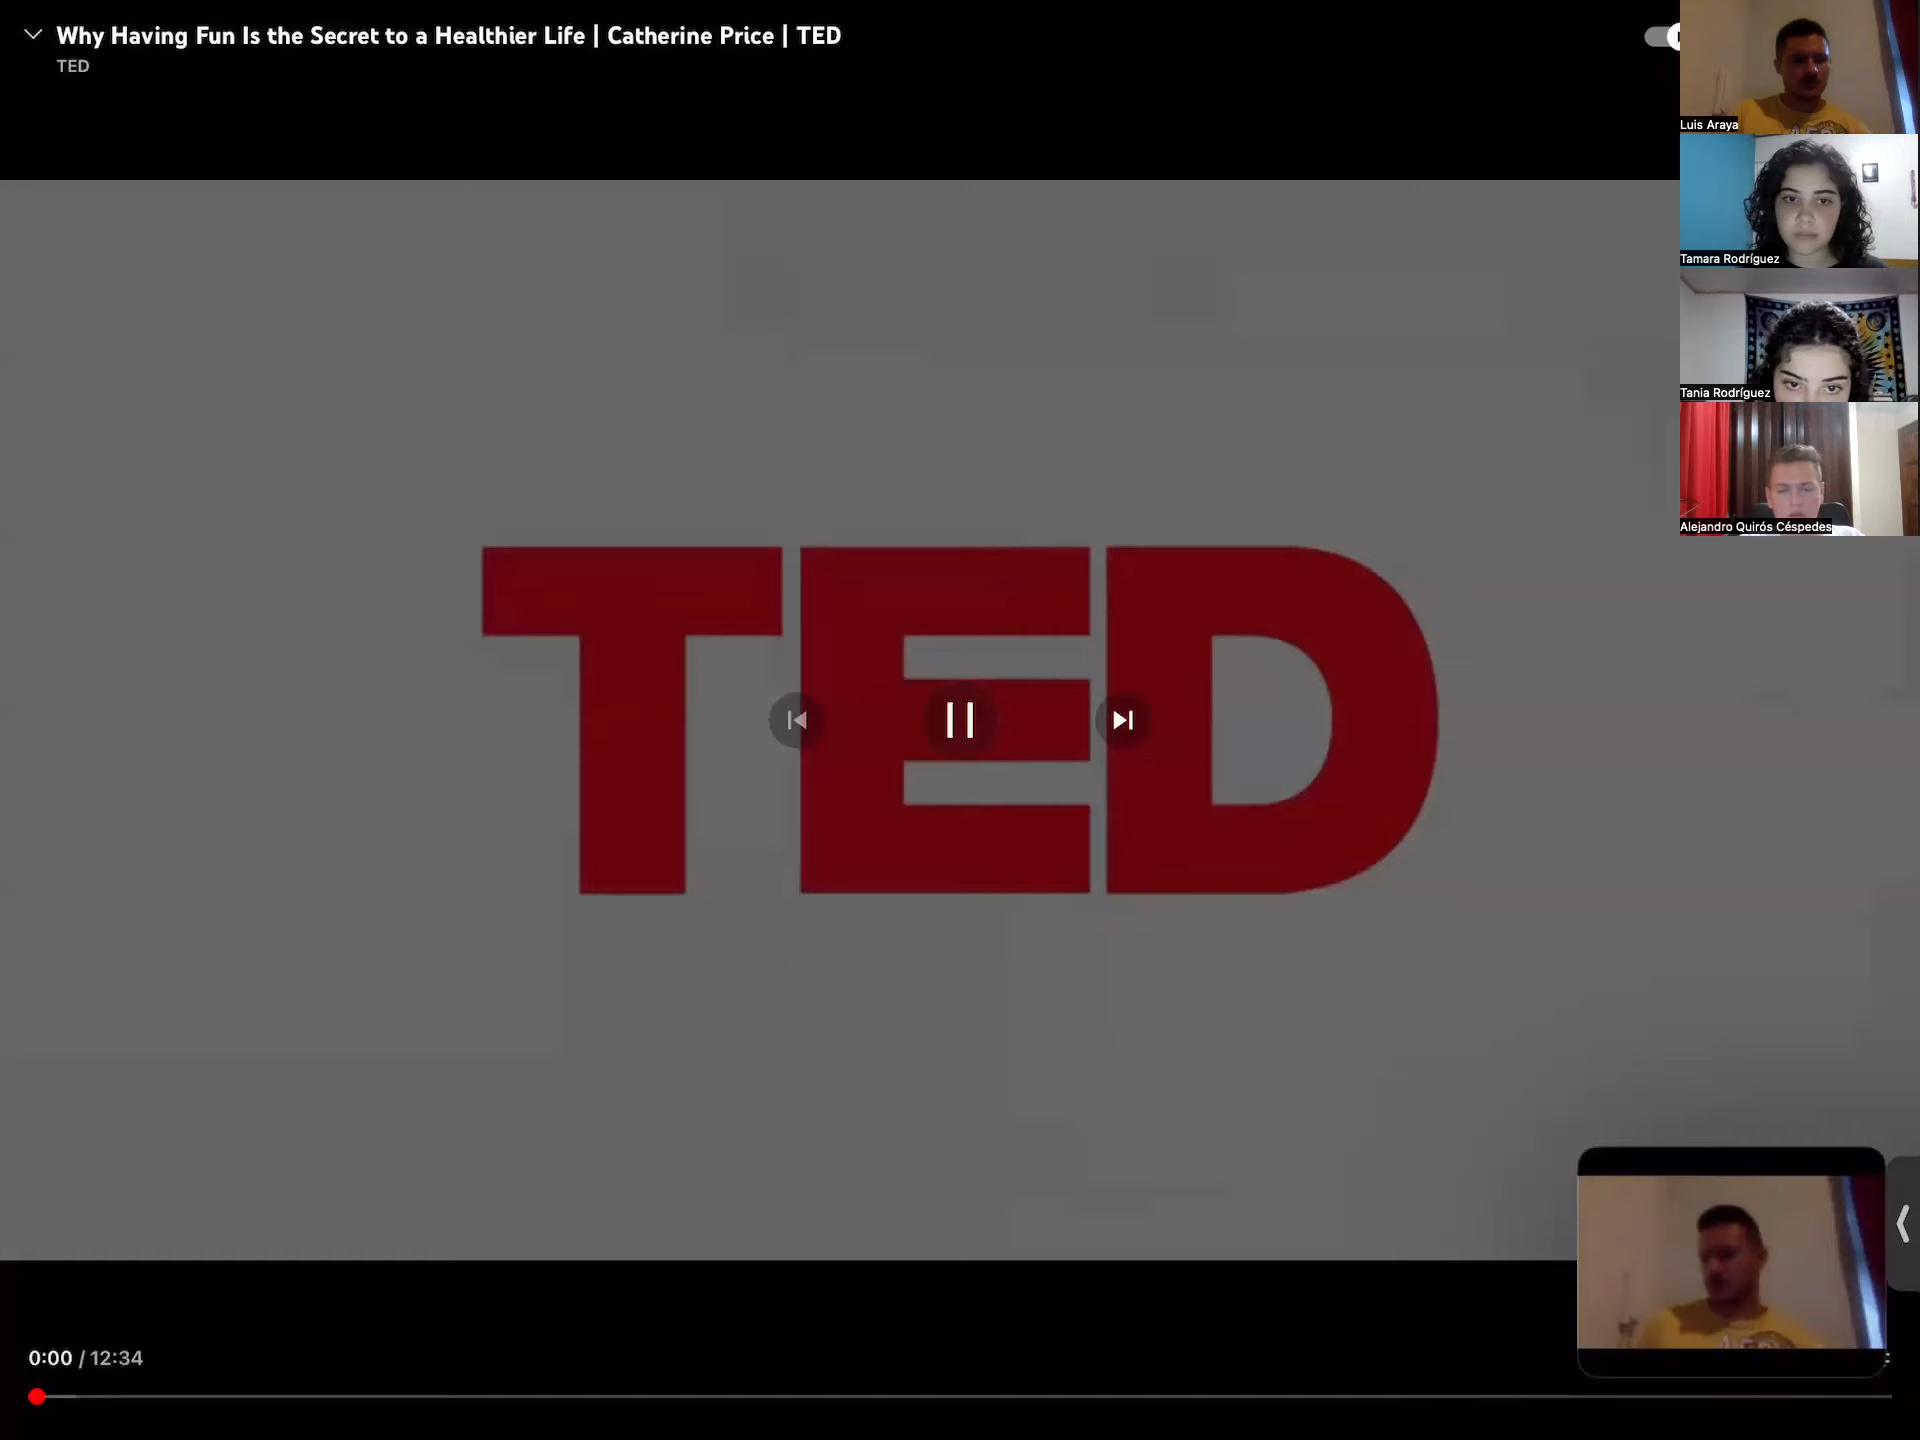 Why Having Fun Is the Secret to a Healthier Life | Catherine Price | TED
TED
Luis Araya
Tamara Rodríguez
Tania Rodríguez
Alejandro Quirós Céspedes
TED
0:00 / 12:34